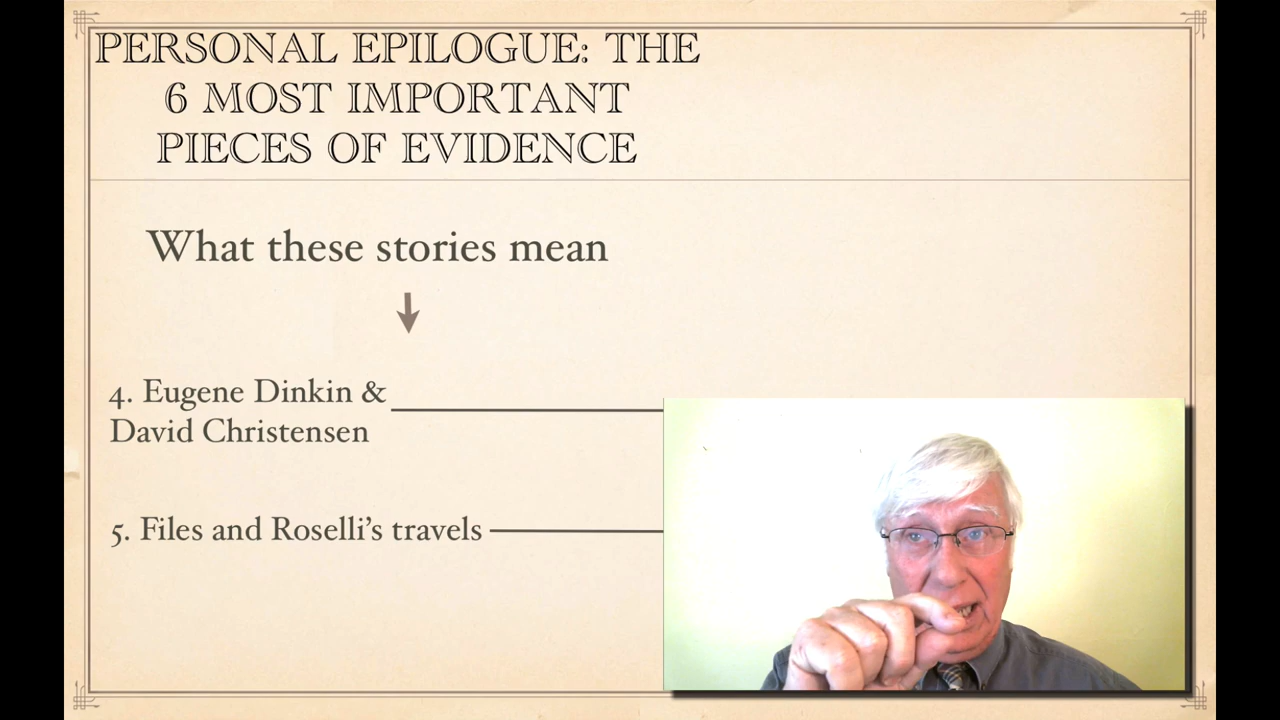 PERSONAL EPILOGUE: THE
6 MOST IMPORTANT
PIECES OF EVIDENCE
What these stories mean
4. Eugene Dinkin &
David Christensen
5. Files and Roselli’s travels